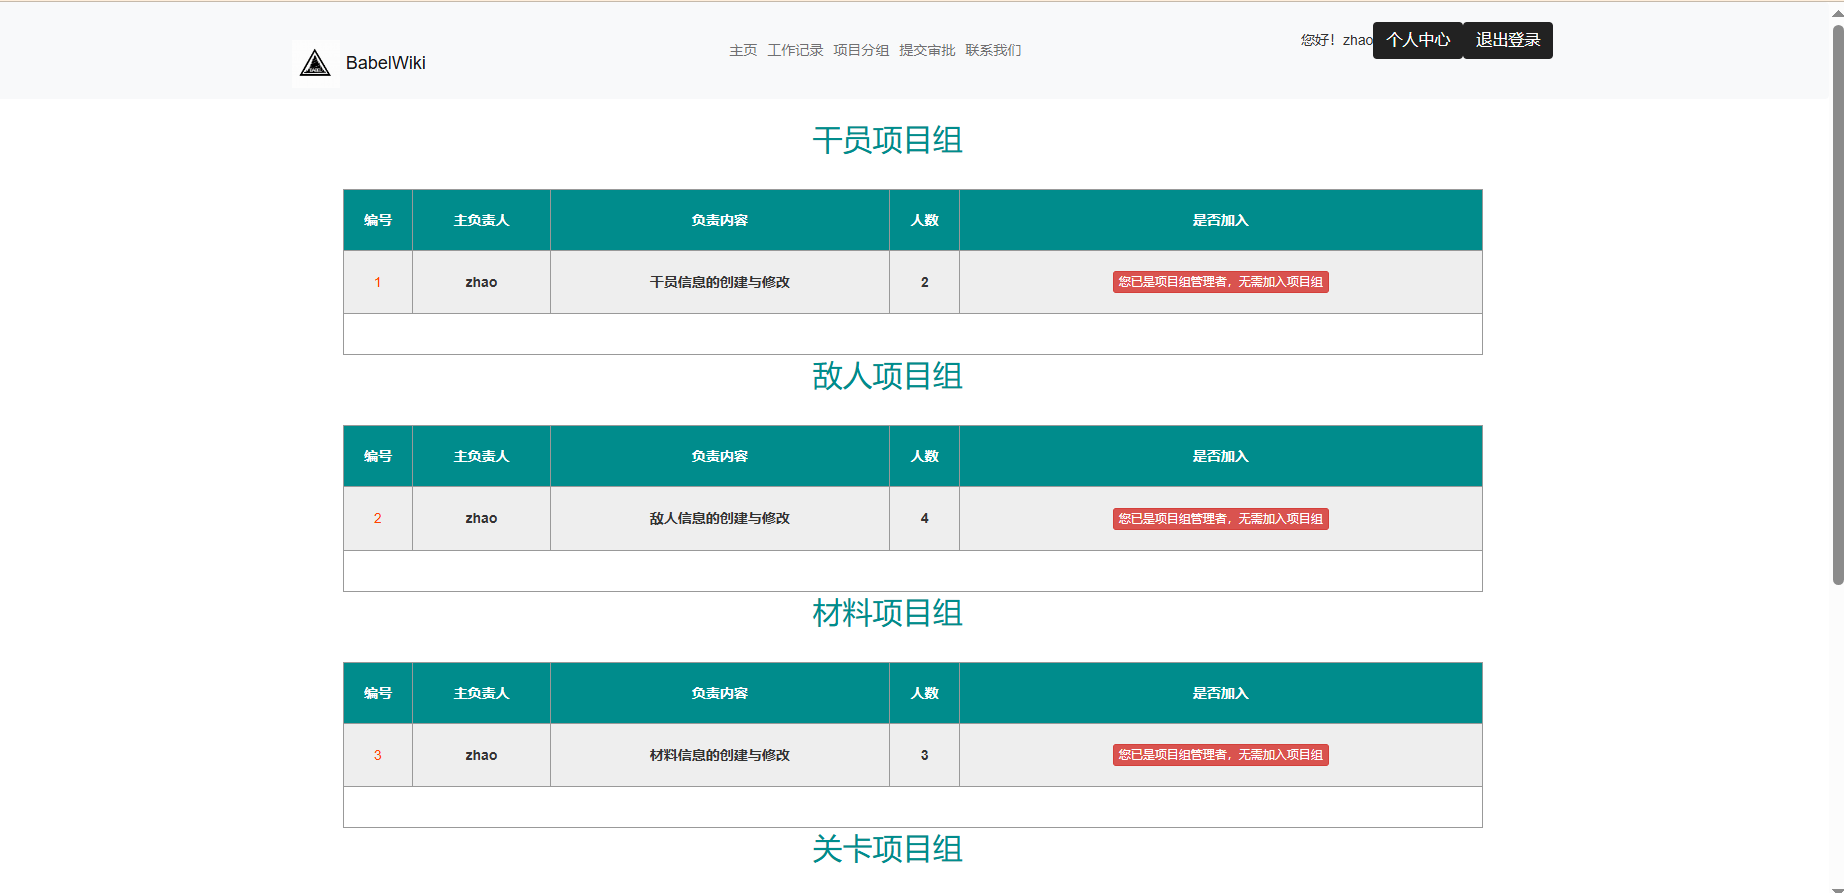 BabelWiki
主页 工作记录 项目分组 提交审批 联系我们
您好！zhao 个人中心 退出登录
干员项目组
编号 主负责人 负责内容 人数 是否加入
1 zhao 干员信息的创建与修改 2 您已是项目组管理者，无需加入项目组
敌人项目组
编号 主负责人 负责内容 人数 是否加入
2 zhao 敌人信息的创建与修改 4 您已是项目组管理者，无需加入项目组
材料项目组
编号 主负责人 负责内容 人数 是否加入
3 zhao 材料信息的创建与修改 3 您已是项目组管理者，无需加入项目组
关卡项目组